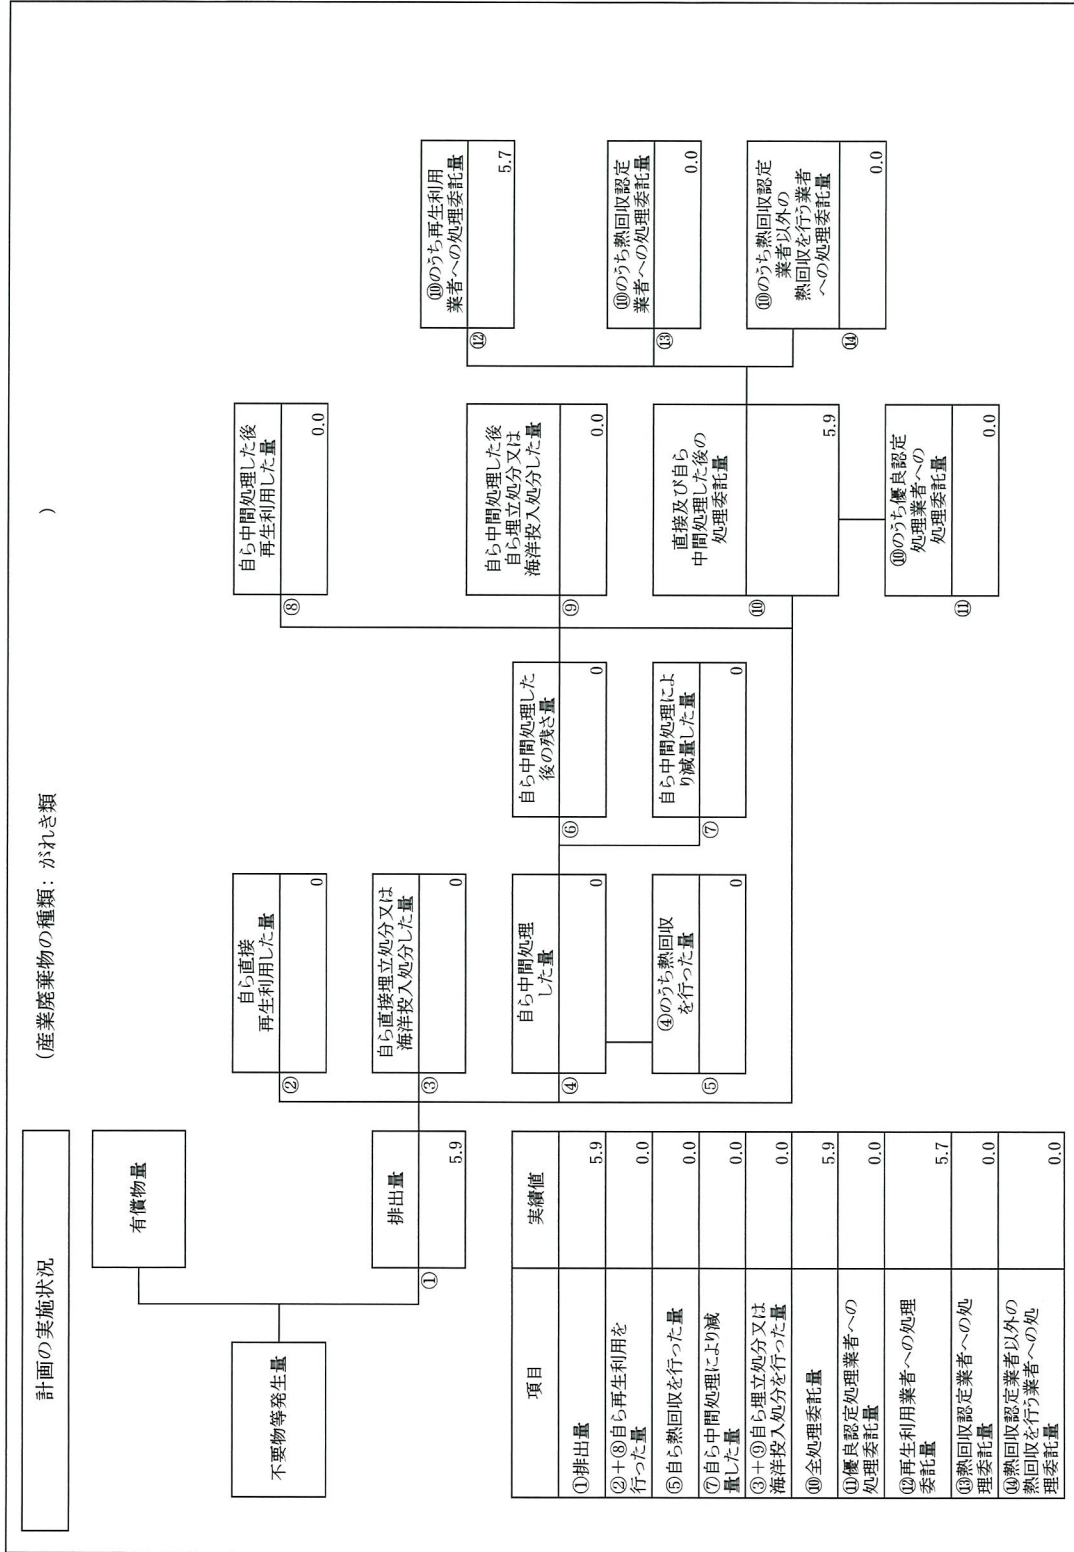 計画の実施状況
(産業廃棄物の種類：がれき類 )
不要物等発生量
有償物量
排出量
①
5.9
自ら直接
再生利用した量
②
0
自ら直接埋立処分又は
海洋投入処分した量
③
0
自ら中間処理
した量
④
0
④のうち熱回収
を行った量
⑤
0
自ら中間処理した
後の残さ量
⑥
0
自ら中間処理によ
り減量した量
⑦
0
自ら中間処理した後
再生利用した量
⑧
0.0
自ら中間処理した後
自ら埋立処分又は
海洋投入処分した量
⑨
0.0
直接及び自ら
中間処理した後の
処理委託量
⑩
5.9
⑩のうち優良認定
処理業者への
処理委託量
⑪
0.0
⑩のうち再生利用
業者への処理委託量
⑫
5.7
⑩のうち熱回収認定
業者への処理委託量
⑬
0.0
⑩のうち熱回収認定
業者以外の
熱回収を行う業者
への処理委託量
⑭
0.0
項目 実績値
①排出量 5.9
②+⑧自ら再生利用を
行った量 0.0
⑤自ら熱回収を行った量 0.0
⑦自ら中間処理により減
量した量 0.0
③+⑨自ら埋立処分又は
海洋投入処分を行った量 0.0
⑩全処理委託量 5.9
⑪優良認定処理業者への
処理委託量 0.0
⑫再生利用業者への処理
委託量 5.7
⑬熱回収認定業者への処
理委託量 0.0
⑭熱回収認定業者以外の
熱回収を行う業者への処
理委託量 0.0